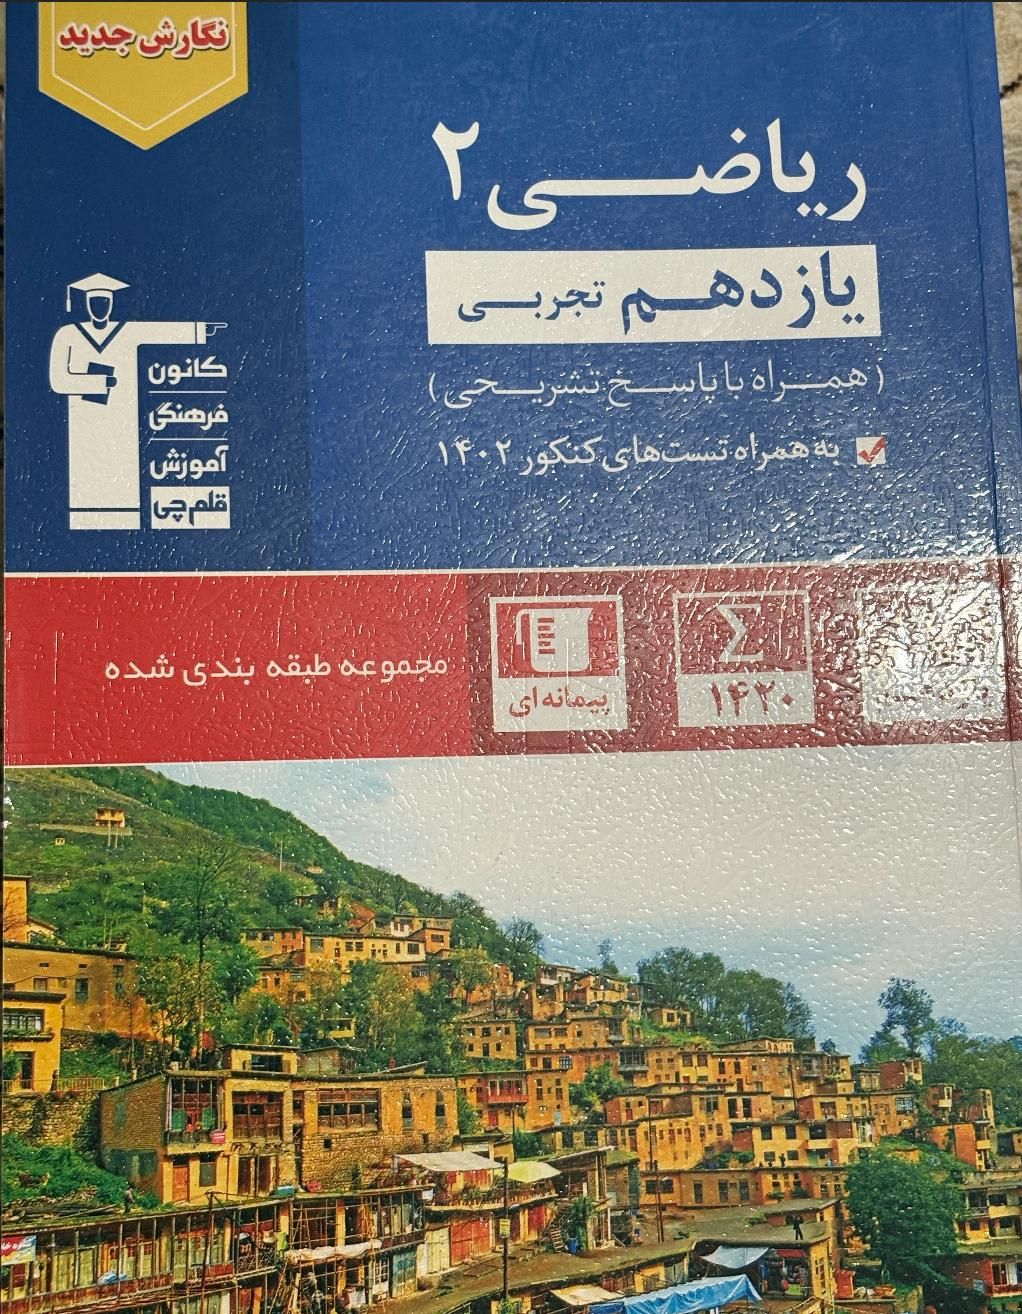 نگارش جدید
ریاضی ۲
یازدهم تجربی
(همراه با پاسخ تشریحی)
به همراه تست‌های کنکور ۱۴۰۲
کانون
فرهنگی
آموزش
قلم‌چی
مجموعه طبقه بندی شده
پیمانه‌ای
Σ
۱۴۲۰